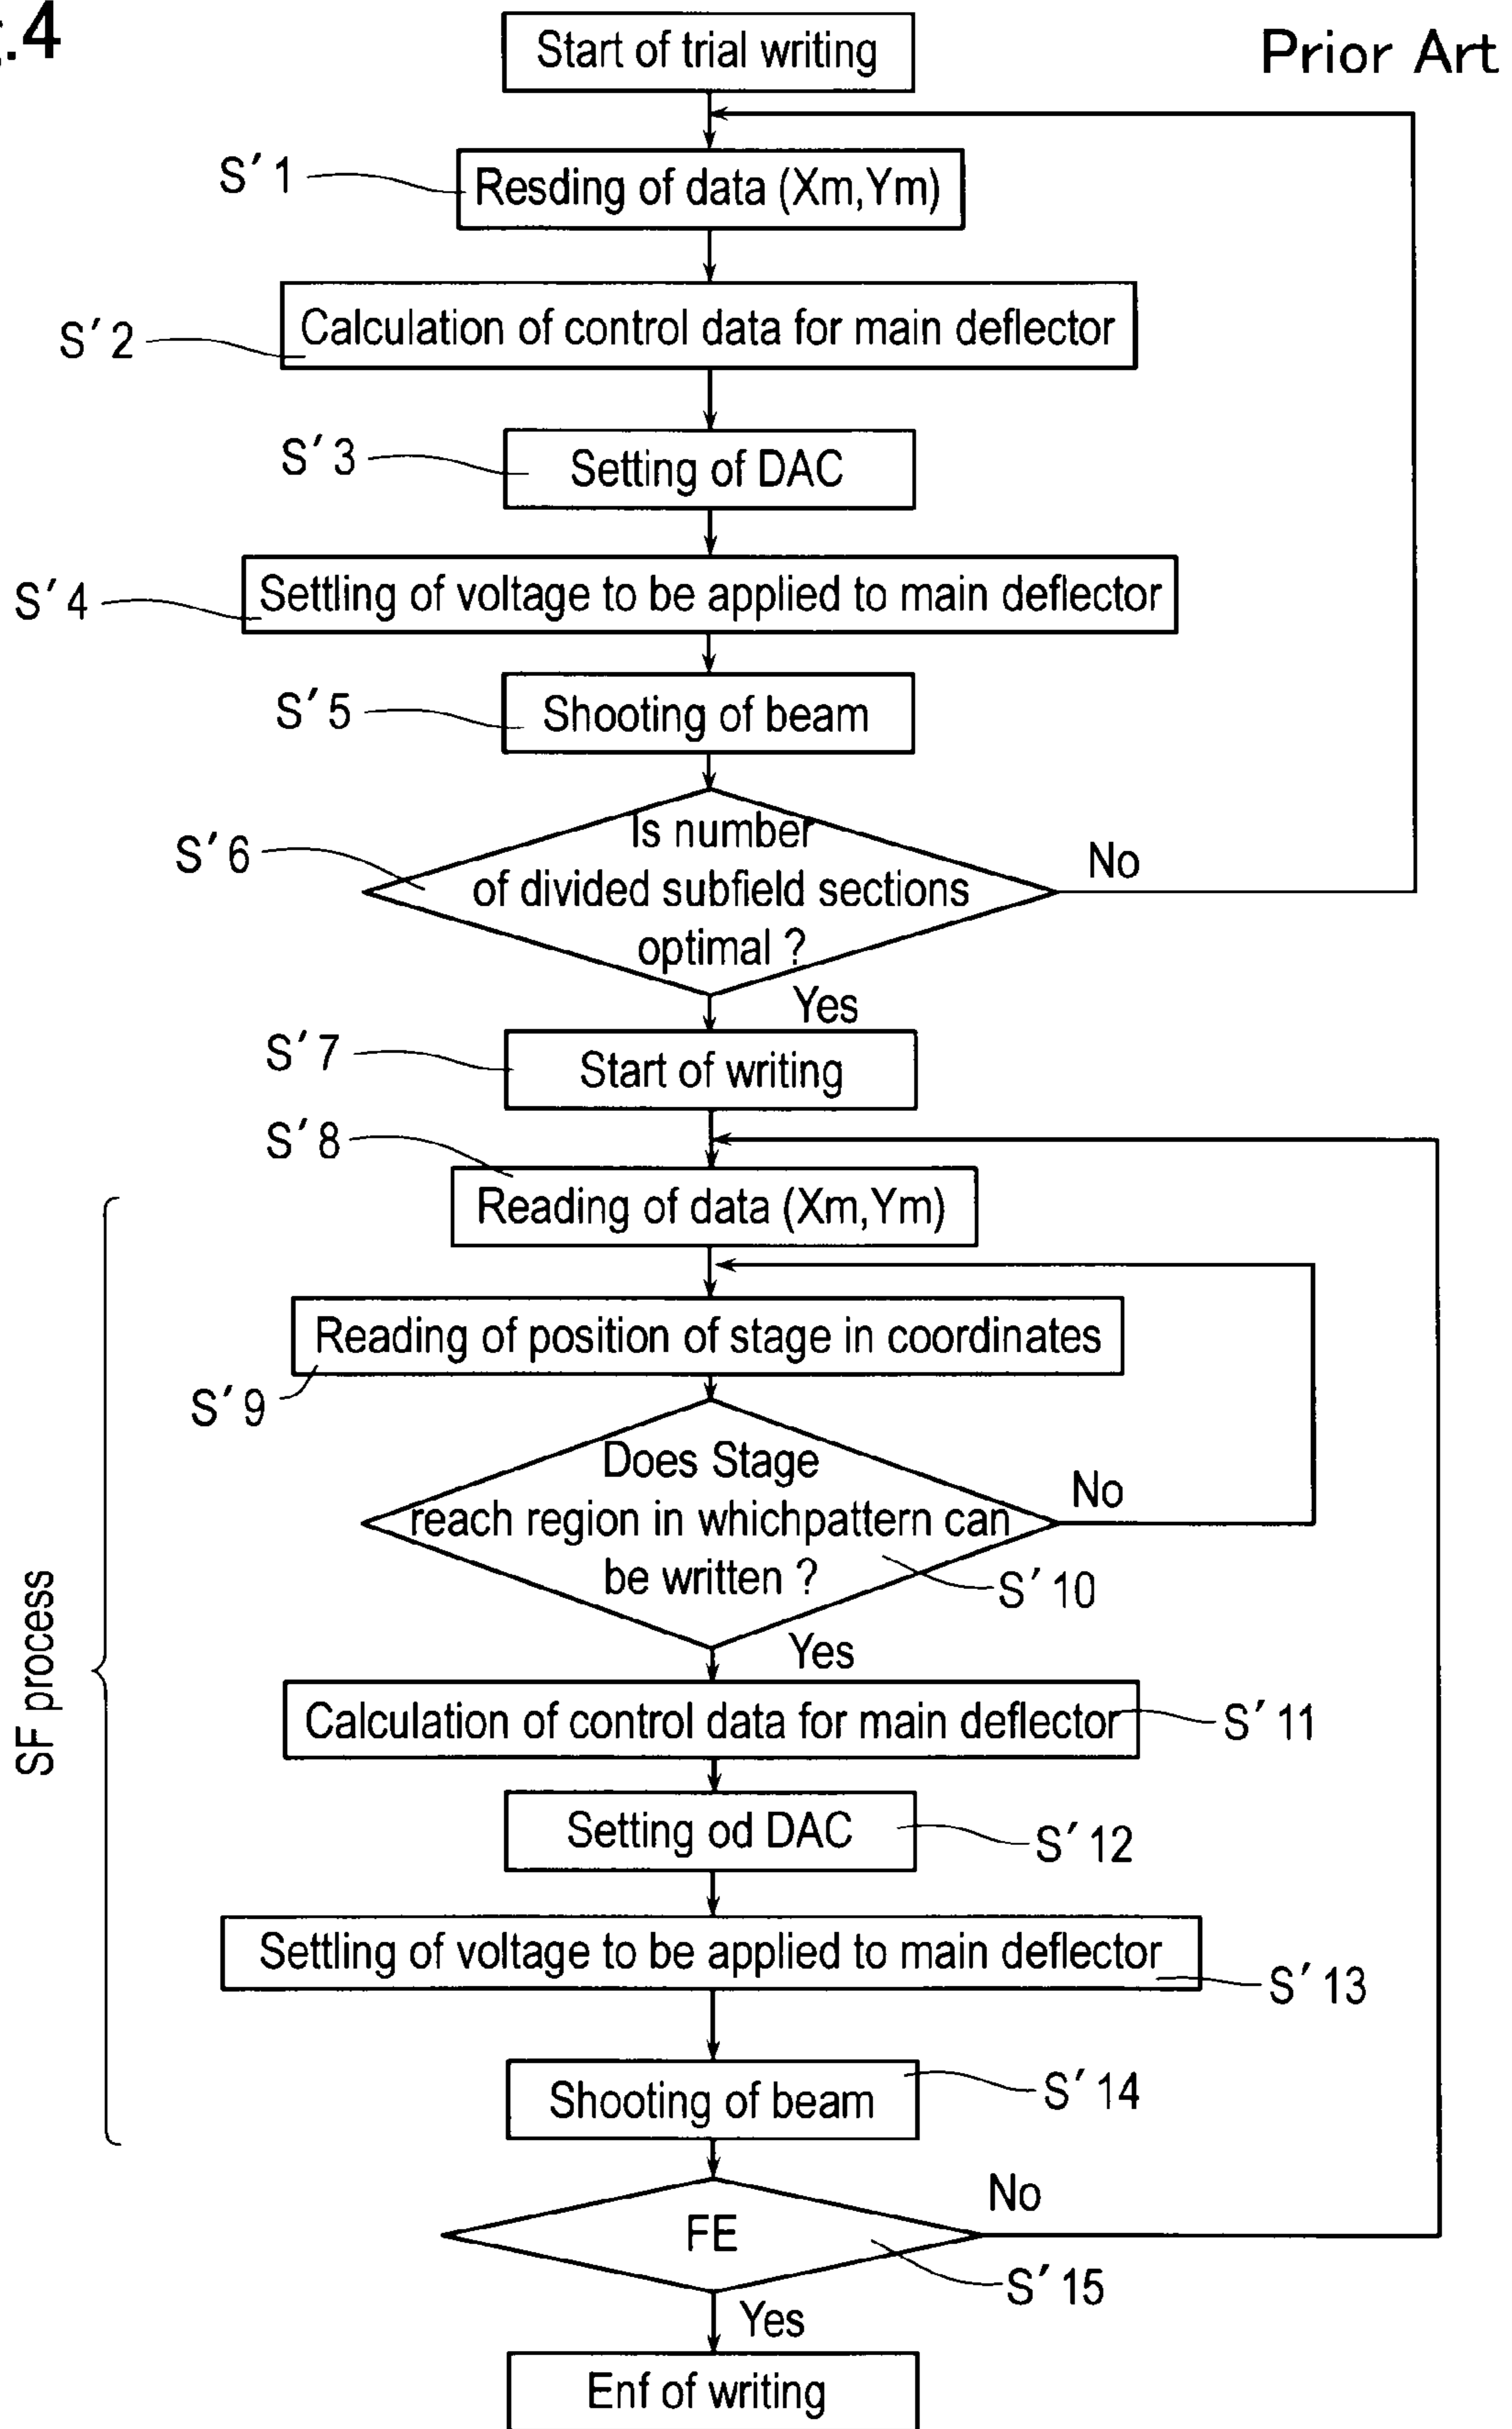 .4
Prior Art
Start of trial writing
S'1
Resding of data (Xm,Ym)
S'2
Calculation of control data for main deflector
S'3
Setting of DAC
S'4
Settling of voltage to be applied to main deflector
S'5
Shooting of beam
S'6
Is number
of divided subfield sections
optimal ?
No
Yes
S'7
Start of writing
S'8
Reading of data (Xm,Ym)
Reading of position of stage in coordinates
S'9
Does Stage
reach region in whichpattern can
be written ?
No
S'10
Yes
SF process
Calculation of control data for main deflector
S'11
Setting od DAC
S'12
Settling of voltage to be applied to main deflector
S'13
Shooting of beam
S'14
FE
No
S'15
Yes
Enf of writing